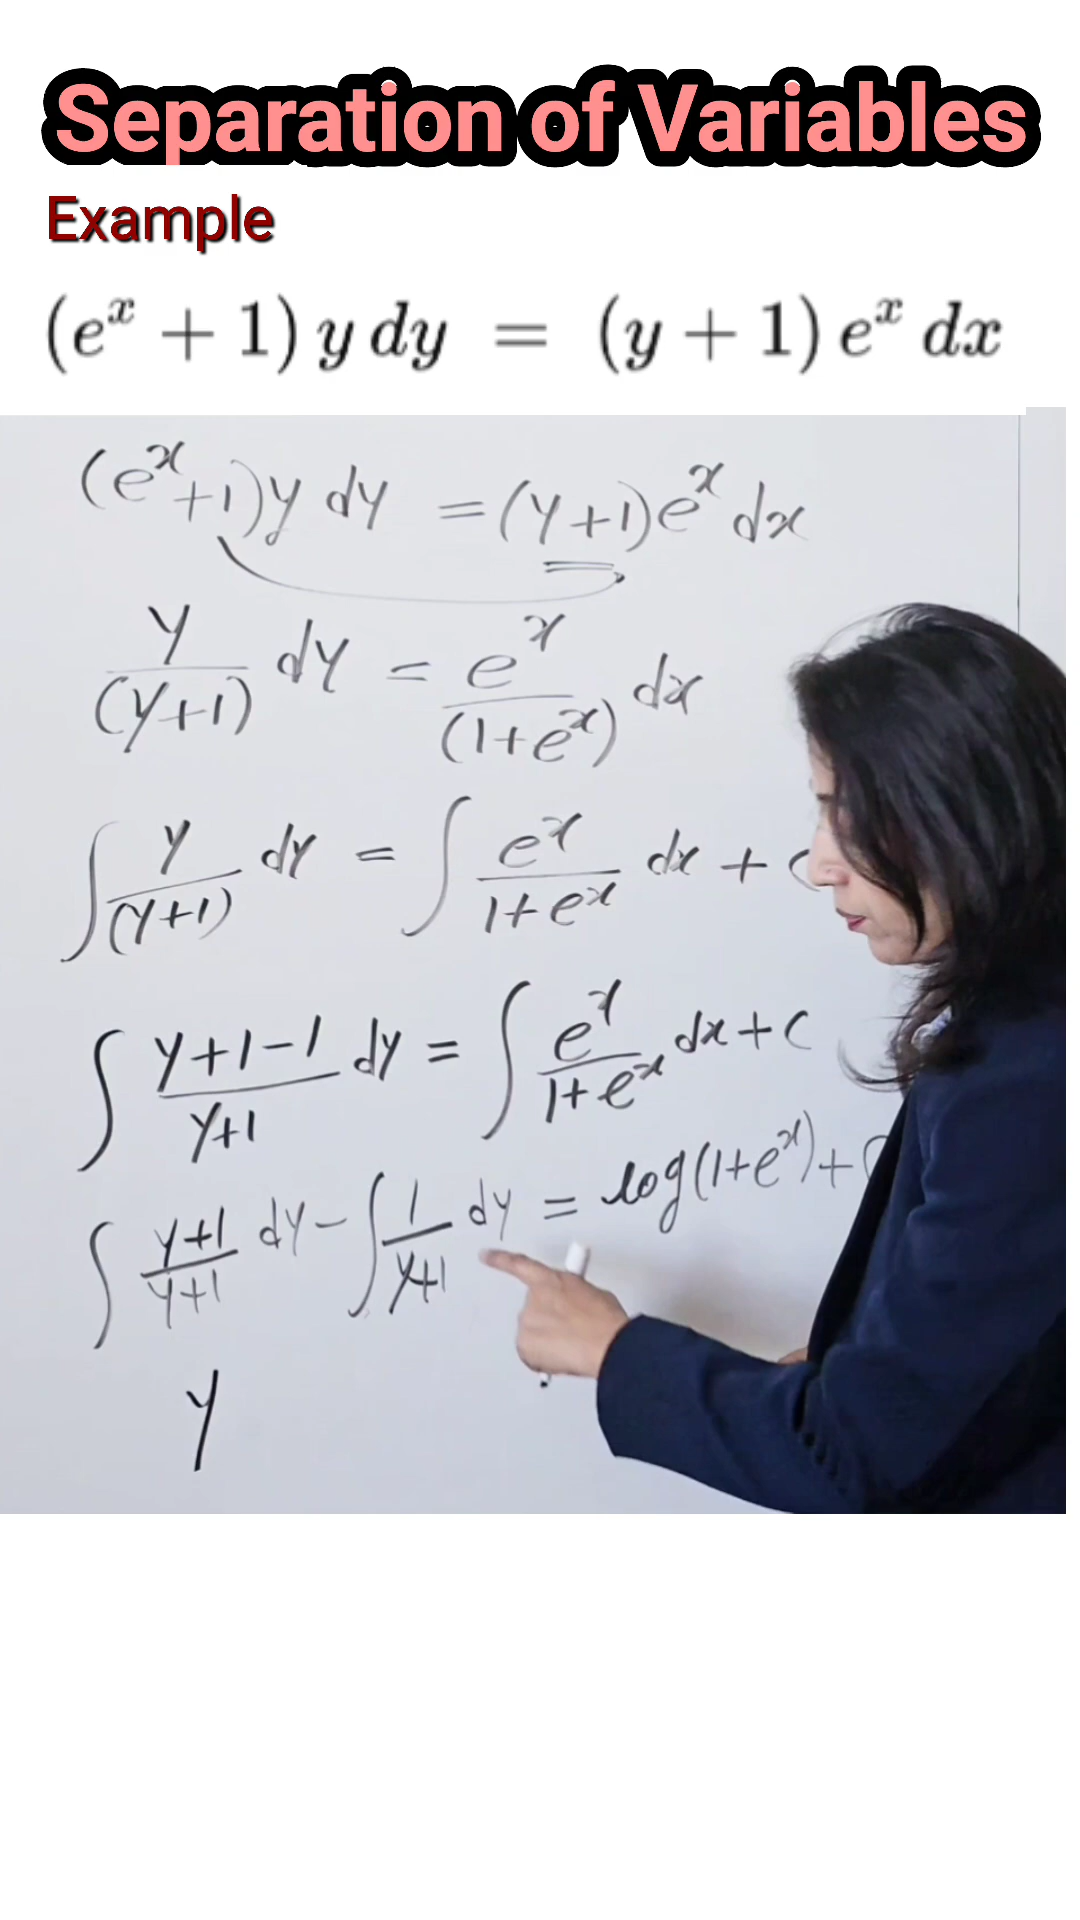 Separation of Variables
Example
(e^x + 1) y dy = (y + 1) e^x dx
(e^x+1)y dy = (y+1)e^x dx
y/(y+1) dy = e^x/(1+e^x) dx
∫ y/(y+1) dy = ∫ e^x/(1+e^x) dx + c
∫ y+1-1/y+1 dy = ∫ e^x/1+e^x dx + c
∫ y+1/y+1 dy - ∫ 1/y+1 dy = log(1+e^x) + c
y